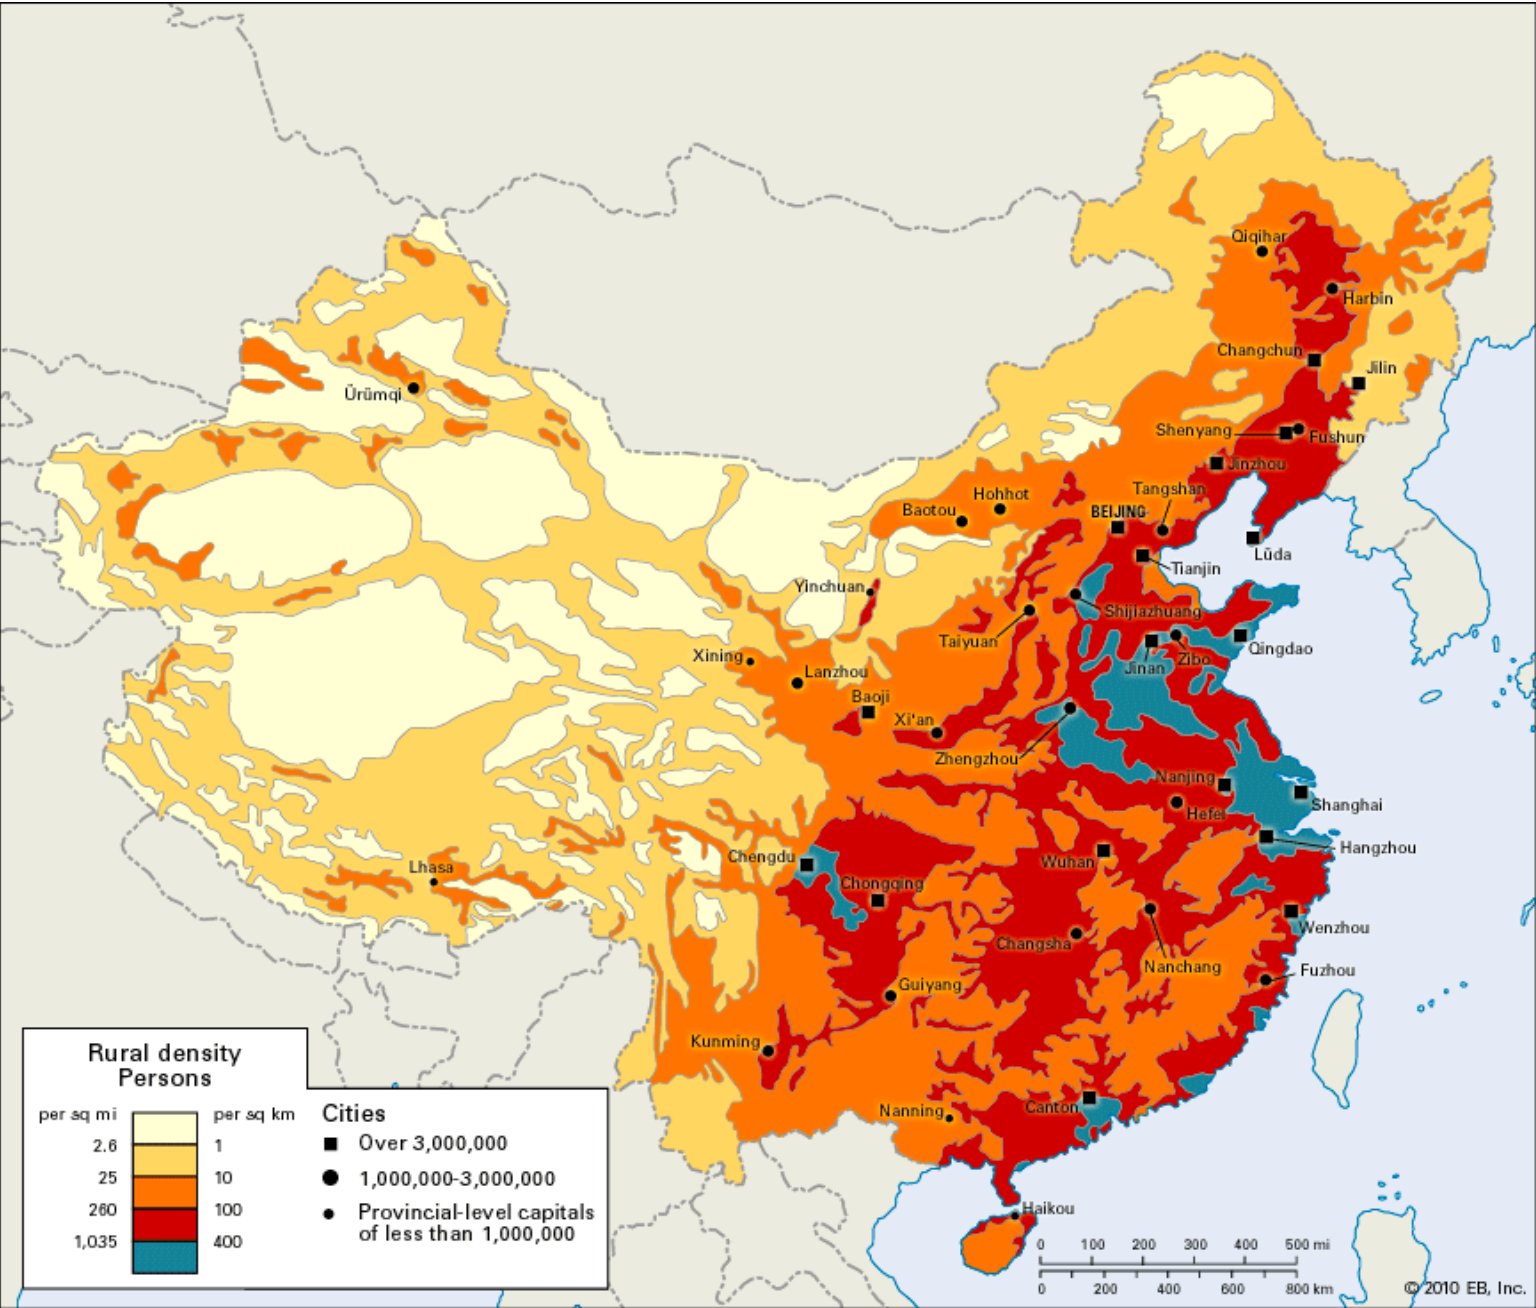 Qiqihar
Harbin
Changchun
Jilin
Ürümqi
Shenyang
Fushun
Jinzhou
Tangshan
Hohhot
Baotou
BEIJING
Lūda
Tianjin
Yinchuan
Shijiazhuang
Taiyuan
Qingdao
Xining
Zibo
Jinan
Lanzhou
Baoji
Xi'an
Zhengzhou
Nanjing
Shanghai
Hefei
Hangzhou
Chengdu
Wuhan
Lhasa
Chongqing
Wenzhou
Changsha
Nanchang
Fuzhou
Guiyang
Kunming
Canton
Nanning
Haikou
Rural density
Persons
per sq mi per sq km
2.6 1
25 10
260 100
1,035 400
Cities
Over 3,000,000
1,000,000-3,000,000
Provincial-level capitals
of less than 1,000,000
0 100 200 300 400 500 mi
0 200 400 600 800 km
© 2010 EB, Inc.